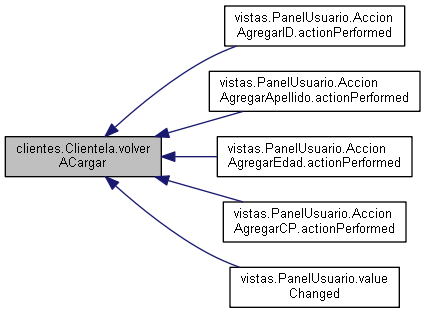 vistas.PanelUsuario.Accion
AgregarID.actionPerformed
vistas.PanelUsuario.Accion
AgregarApellido.actionPerformed
clientes.Clientela.volver
ACargar
vistas.PanelUsuario.Accion
AgregarEdad.actionPerformed
vistas.PanelUsuario.Accion
AgregarCP.actionPerformed
vistas.PanelUsuario.value
Changed